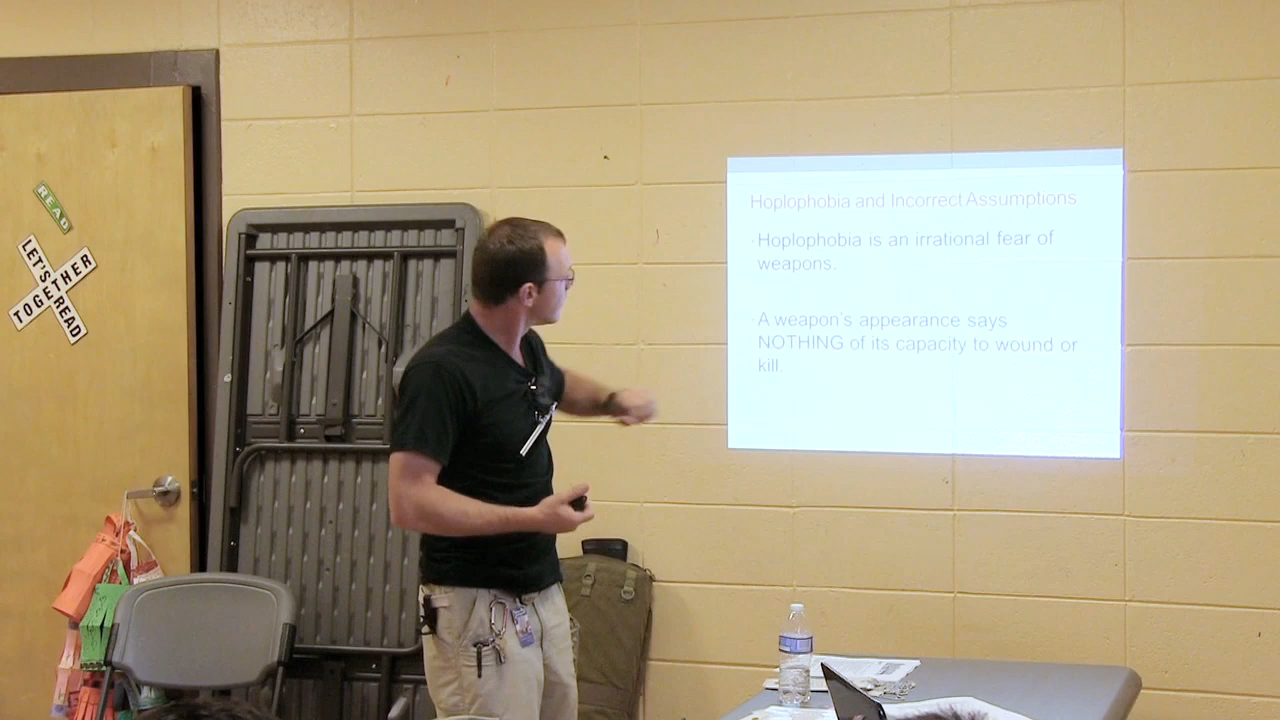 READ
LET'S READ
TOGETHER
Hoplophobia and Incorrect Assumptions
·Hoplophobia is an irrational fear of
weapons.
·A weapon's appearance says
NOTHING of its capacity to wound or
kill.